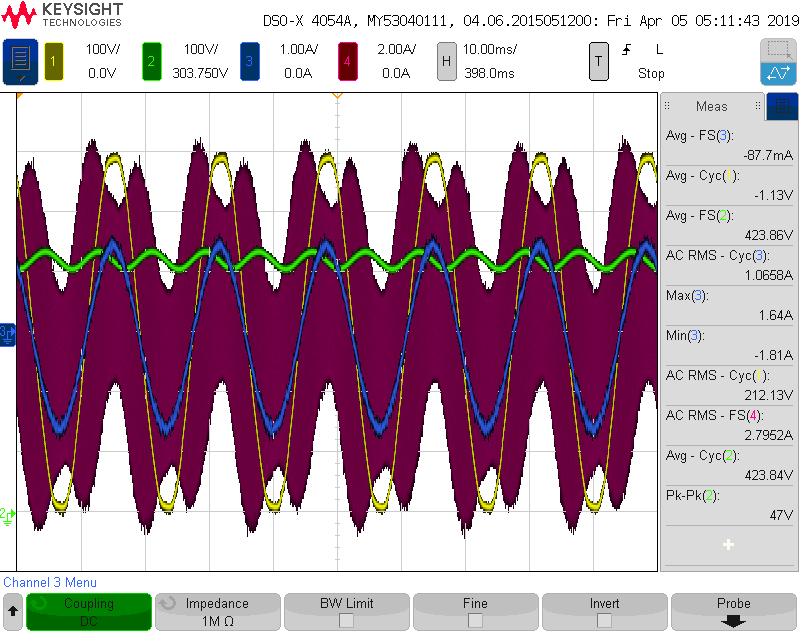 KEYSIGHT
TECHNOLOGIES
DSO-X 4054A, MY53040111, 04.06.2015051200: Fri Apr 05 05:11:43 2019
1 100V/ 0.0V
2 100V/ 303.750V
3 1.00A/ 0.0A
4 2.00A/ 0.0A
H 10.00ms/ 398.0ms
T L Stop
Meas
Avg - FS(3):
-87.7mA
Avg - Cyc( ):
-1.13V
Avg - FS(2):
423.86V
AC RMS - Cyc(3):
1.0658A
Max(3):
1.64A
Min(3):
-1.81A
AC RMS - Cyc( ):
212.13V
AC RMS - FS(4):
2.7952A
Avg - Cyc(2):
423.84V
Pk-Pk(2):
47V
3
2
Channel 3 Menu
Coupling
DC
Impedance
1M Ω
BW Limit
Fine
Invert
Probe